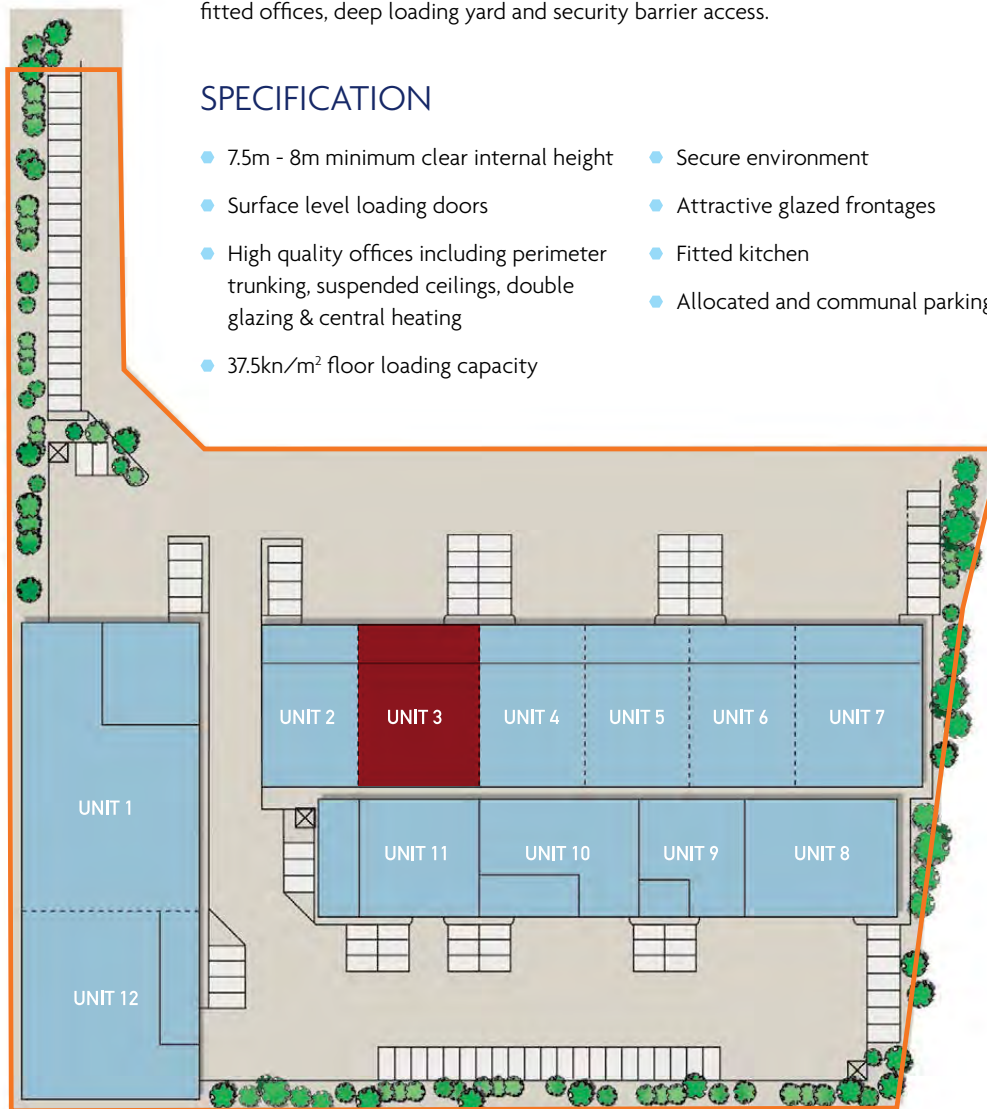 fitted offices, deep loading yard and security barrier access.
SPECIFICATION
7.5m - 8m minimum clear internal height
Surface level loading doors
High quality offices including perimeter
trunking, suspended ceilings, double
glazing & central heating
37.5kn/m² floor loading capacity
Secure environment
Attractive glazed frontages
Fitted kitchen
Allocated and communal parking
UNIT 2
UNIT 3
UNIT 4
UNIT 5
UNIT 6
UNIT 7
UNIT 1
UNIT 11
UNIT 10
UNIT 9
UNIT 8
UNIT 12